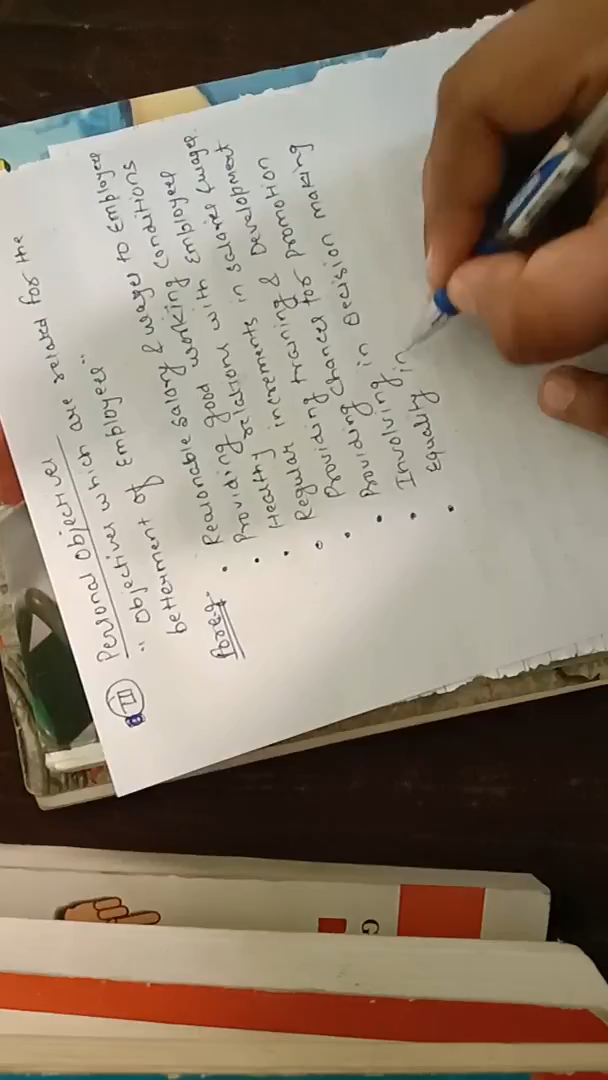 III Personal Objectives
" Objectives which are related for the
betterment of Employees"
Forex:-
• Reasonable salary & wages to Employees
• Providing good working conditions
• Healthy relations with Employees
• Regular increments in salaries & wages.
• Providing training & Development
• Providing chances for promotion
• Involving in Decision making
• Equality in
G